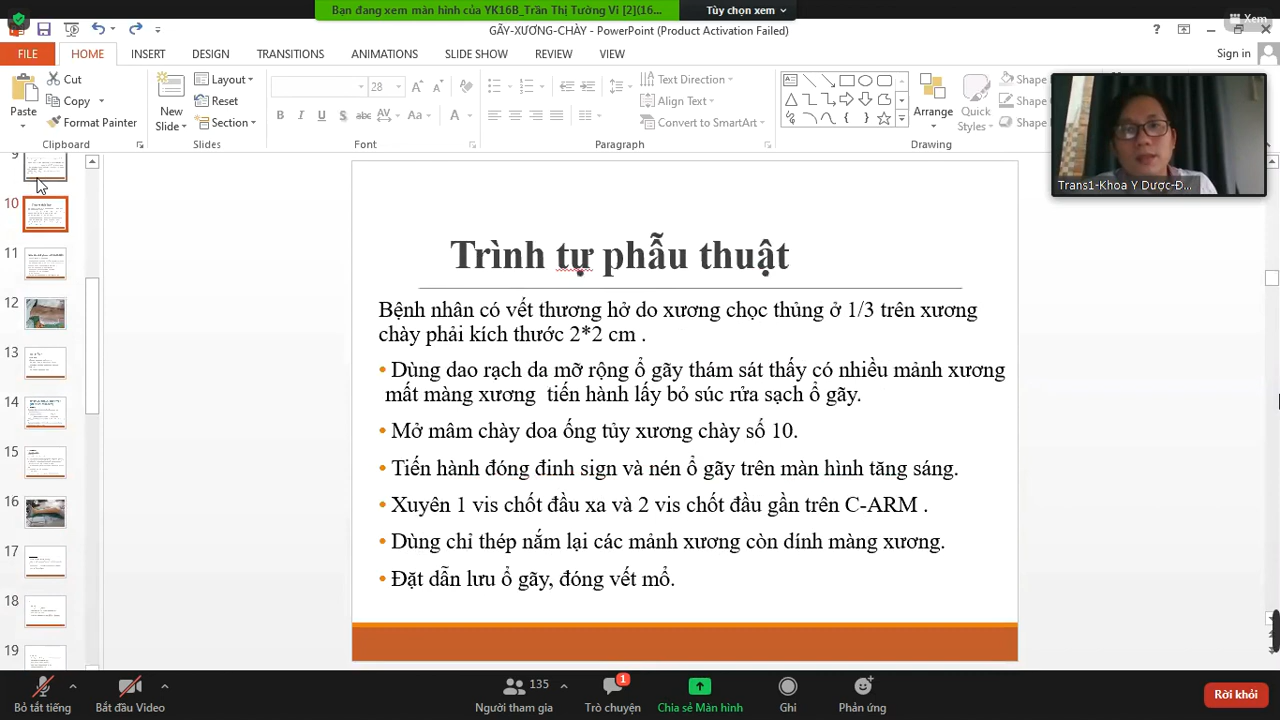 Bạn đang xem màn hình của YK16B_Trần Thị Tường Vi [2](16... Tùy chọn xem
Xem
GÃY-XƯƠNG-CHÀY - PowerPoint (Product Activation Failed)
FILE HOME INSERT DESIGN TRANSITIONS ANIMATIONS SLIDE SHOW REVIEW VIEW Sign in
Paste Cut Copy Format Painter Clipboard
New Slide Layout Reset Section Slides
28 Font
Text Direction Align Text Convert to SmartArt Paragraph
Arrange Quick Styles Shape Shape Shape Drawing
Trans1-Khoa Y Dược-Đ...
9
10
11
12
13
14
15
16
17
18
19
Trình tự phẫu thuật
Bệnh nhân có vết thương hở do xương chọc thủng ở 1/3 trên xương
chày phải kích thước 2*2 cm .
• Dùng dao rạch da mỡ rộng ổ gãy thám sát thấy có nhiều mảnh xương
mất màng xương tiến hành lấy bỏ súc rửa sạch ổ gãy.
• Mở mâm chày doa ống tủy xương chày số 10.
• Tiến hành đóng đinh sign và nén ổ gãy trên màn hình tăng sáng.
• Xuyên 1 vis chốt đầu xa và 2 vis chốt đầu gần trên C-ARM .
• Dùng chỉ thép nắm lại các mảnh xương còn dính màng xương.
• Đặt dẫn lưu ổ gãy, đóng vết mổ.
135 1
Bỏ tắt tiếng Bắt đầu Video Người tham gia Trò chuyện Chia sẻ Màn hình Ghi Phản ứng Rời khỏi